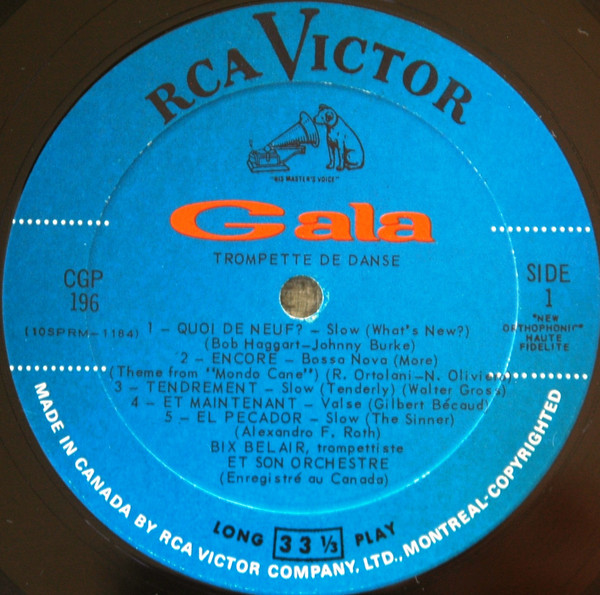 RCA VICTOR
"HIS MASTER'S VOICE"
Gala
TROMPETTE DE DANSE
CGP
196
SIDE
1
(10SPRM-1184)
"NEW
ORTHOPHONIC"
HAUTE
FIDELITE
1 - QUOI DE NEUF? - Slow (What's New?)
(Bob Haggart-Johnny Burke)
2 - ENCORE - Bossa Nova (More)
(Theme from "Mondo Cane") (R. Ortolani-N. Oliviero)
3 - TENDREMENT - Slow (Tenderly) (Walter Gross)
4 - ET MAINTENANT - Valse (Gilbert Bécaud)
5 - EL PECADOR - Slow (The Sinner)
(Alexandro F. Roth)
BIX BELAIR, trompettiste
ET SON ORCHESTRE
(Enregistré au Canada)
LONG 33 1/3 PLAY
MADE IN CANADA BY RCA VICTOR COMPANY, LTD., MONTREAL-COPYRIGHTED